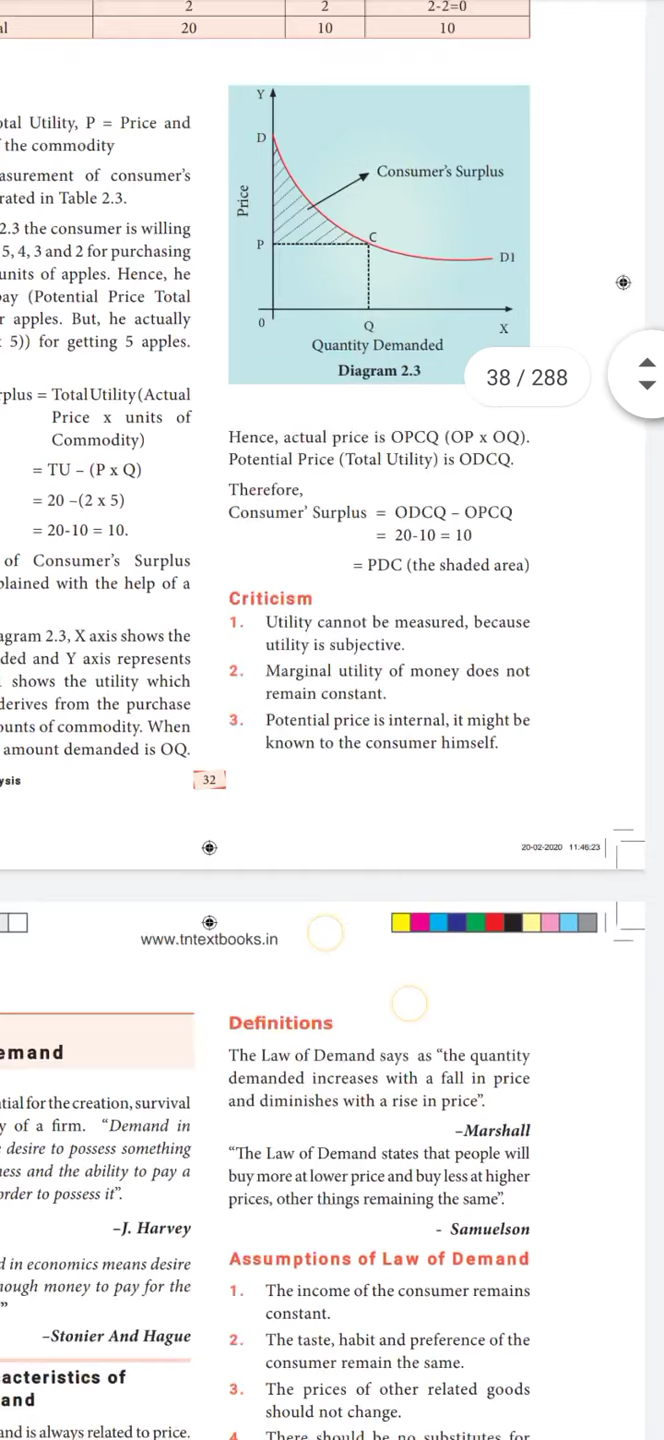 2 2 2-2=0
al 20 10 10
otal Utility, P = Price and
f the commodity
asurement of consumer's
rated in Table 2.3.
2.3 the consumer is willing
5, 4, 3 and 2 for purchasing
units of apples. Hence, he
pay (Potential Price Total
r apples. But, he actually
x 5)) for getting 5 apples.
rplus = Total Utility (Actual
Price x units of
Commodity)
= TU – (P x Q)
= 20 –(2 x 5)
= 20-10 = 10.
of Consumer's Surplus
plained with the help of a
agram 2.3, X axis shows the
ded and Y axis represents
shows the utility which
derives from the purchase
ounts of commodity. When
amount demanded is OQ.
Y
D
Consumer's Surplus
Price
P
C
D1
0
Q
X
Quantity Demanded
Diagram 2.3
38 / 288
Hence, actual price is OPCQ (OP x OQ).
Potential Price (Total Utility) is ODCQ.
Therefore,
Consumer' Surplus = ODCQ – OPCQ
= 20-10 = 10
= PDC (the shaded area)
Criticism
1. Utility cannot be measured, because
utility is subjective.
2. Marginal utility of money does not
remain constant.
3. Potential price is internal, it might be
known to the consumer himself.
ysis
32
20-02-2020 11:46:23
www.tntextbooks.in
emand
tial for the creation, survival
y of a firm. “Demand in
desire to possess something
ness and the ability to pay a
order to possess it”.
–J. Harvey
d in economics means desire
nough money to pay for the
”
–Stonier And Hague
acteristics of
and
and is always related to price.
Definitions
The Law of Demand says as “the quantity
demanded increases with a fall in price
and diminishes with a rise in price”.
–Marshall
“The Law of Demand states that people will
buy more at lower price and buy less at higher
prices, other things remaining the same”.
- Samuelson
Assumptions of Law of Demand
1. The income of the consumer remains
constant.
2. The taste, habit and preference of the
consumer remain the same.
3. The prices of other related goods
should not change.
4. There should be no substitutes for